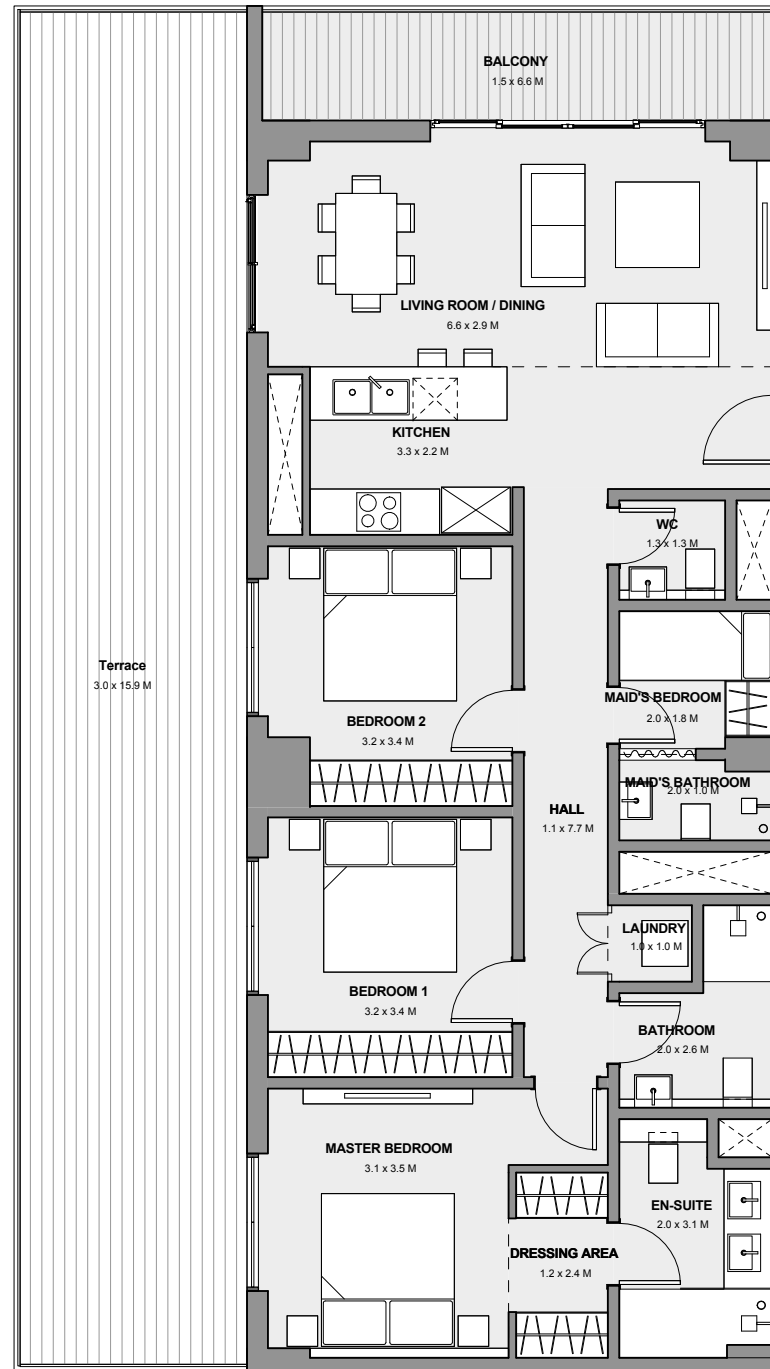 BALCONY
1.5 x 6.6 M
LIVING ROOM / DINING
6.6 x 2.9 M
KITCHEN
3.3 x 2.2 M
WC
1.3 x 1.3 M
Terrace
3.0 x 15.9 M
BEDROOM 2
3.2 x 3.4 M
MAID'S BEDROOM
2.0 x 1.8 M
MAID'S BATHROOM
2.0 x 1.0 M
HALL
1.1 x 7.7 M
LAUNDRY
1.0 x 1.0 M
BEDROOM 1
3.2 x 3.4 M
BATHROOM
2.0 x 2.6 M
MASTER BEDROOM
3.1 x 3.5 M
EN-SUITE
2.0 x 3.1 M
DRESSING AREA
1.2 x 2.4 M